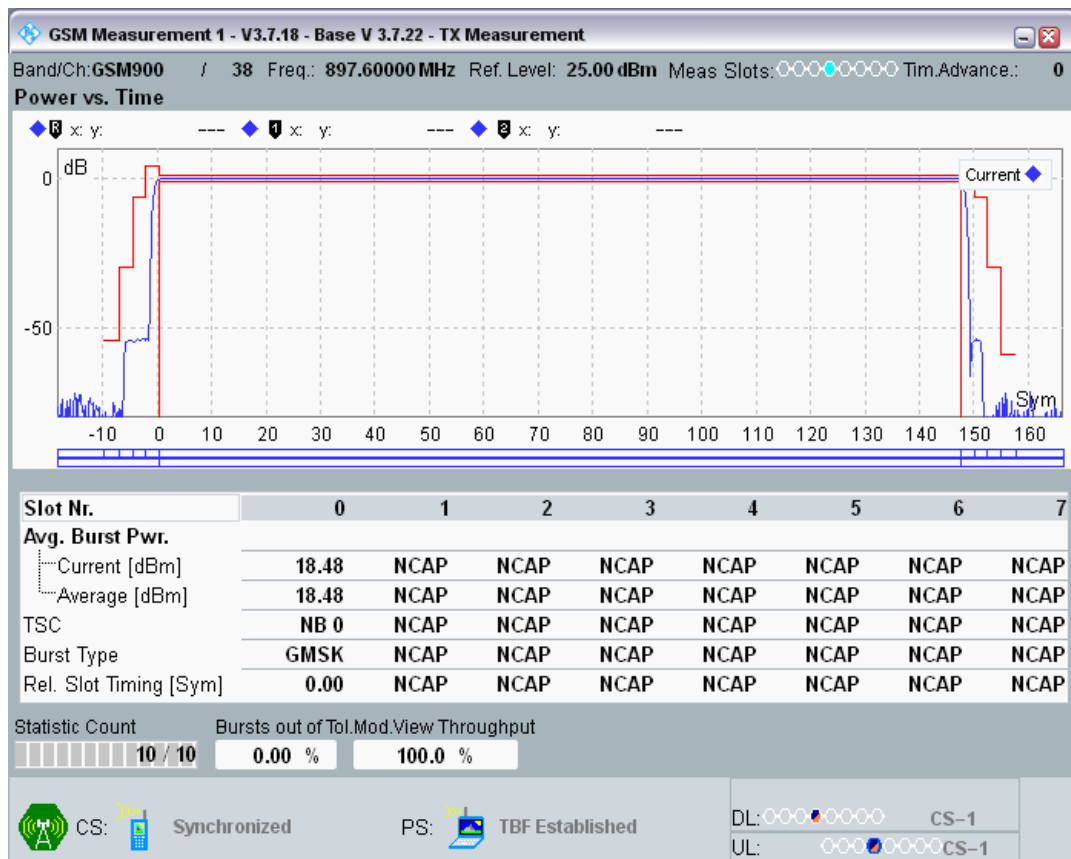 GSM Measurement 1 - V3.7.18 - Base V 3.7.22 - TX Measurement
Band/Ch:GSM900 / 38 Freq.: 897.60000 MHz Ref. Level: 25.00 dBm Meas Slots: Tim.Advance.: 0
Power vs. Time
R x: y: --- 1 x: y: --- 2 x: y: ---
dB
0
Current
-50
Sym
-10 0 10 20 30 40 50 60 70 80 90 100 110 120 130 140 150 160
Slot Nr. 0 1 2 3 4 5 6 7
Avg. Burst Pwr.
Current [dBm] 18.48 NCAP NCAP NCAP NCAP NCAP NCAP NCAP
Average [dBm] 18.48 NCAP NCAP NCAP NCAP NCAP NCAP NCAP
TSC NB 0 NCAP NCAP NCAP NCAP NCAP NCAP NCAP
Burst Type GMSK NCAP NCAP NCAP NCAP NCAP NCAP NCAP
Rel. Slot Timing [Sym] 0.00 NCAP NCAP NCAP NCAP NCAP NCAP NCAP
Statistic Count Bursts out of Tol.Mod.View Throughput
10 / 10 0.00 % 100.0 %
CS: Synchronized PS: TBF Established
DL: CS-1
UL: CS-1